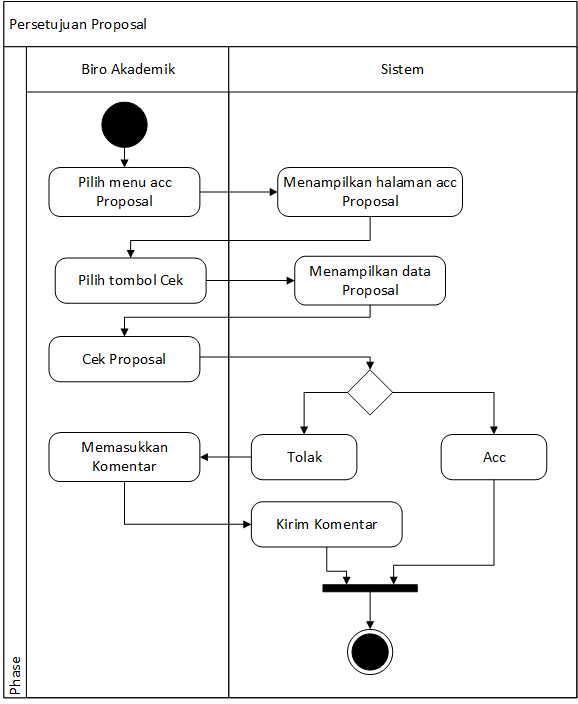 Persetujuan Proposal
Biro Akademik
Sistem
Pilih menu acc
Proposal
Menampilkan halaman acc
Proposal
Pilih tombol Cek
Menampilkan data
Proposal
Cek Proposal
Memasukkan
Komentar
Tolak
Acc
Kirim Komentar
Phase